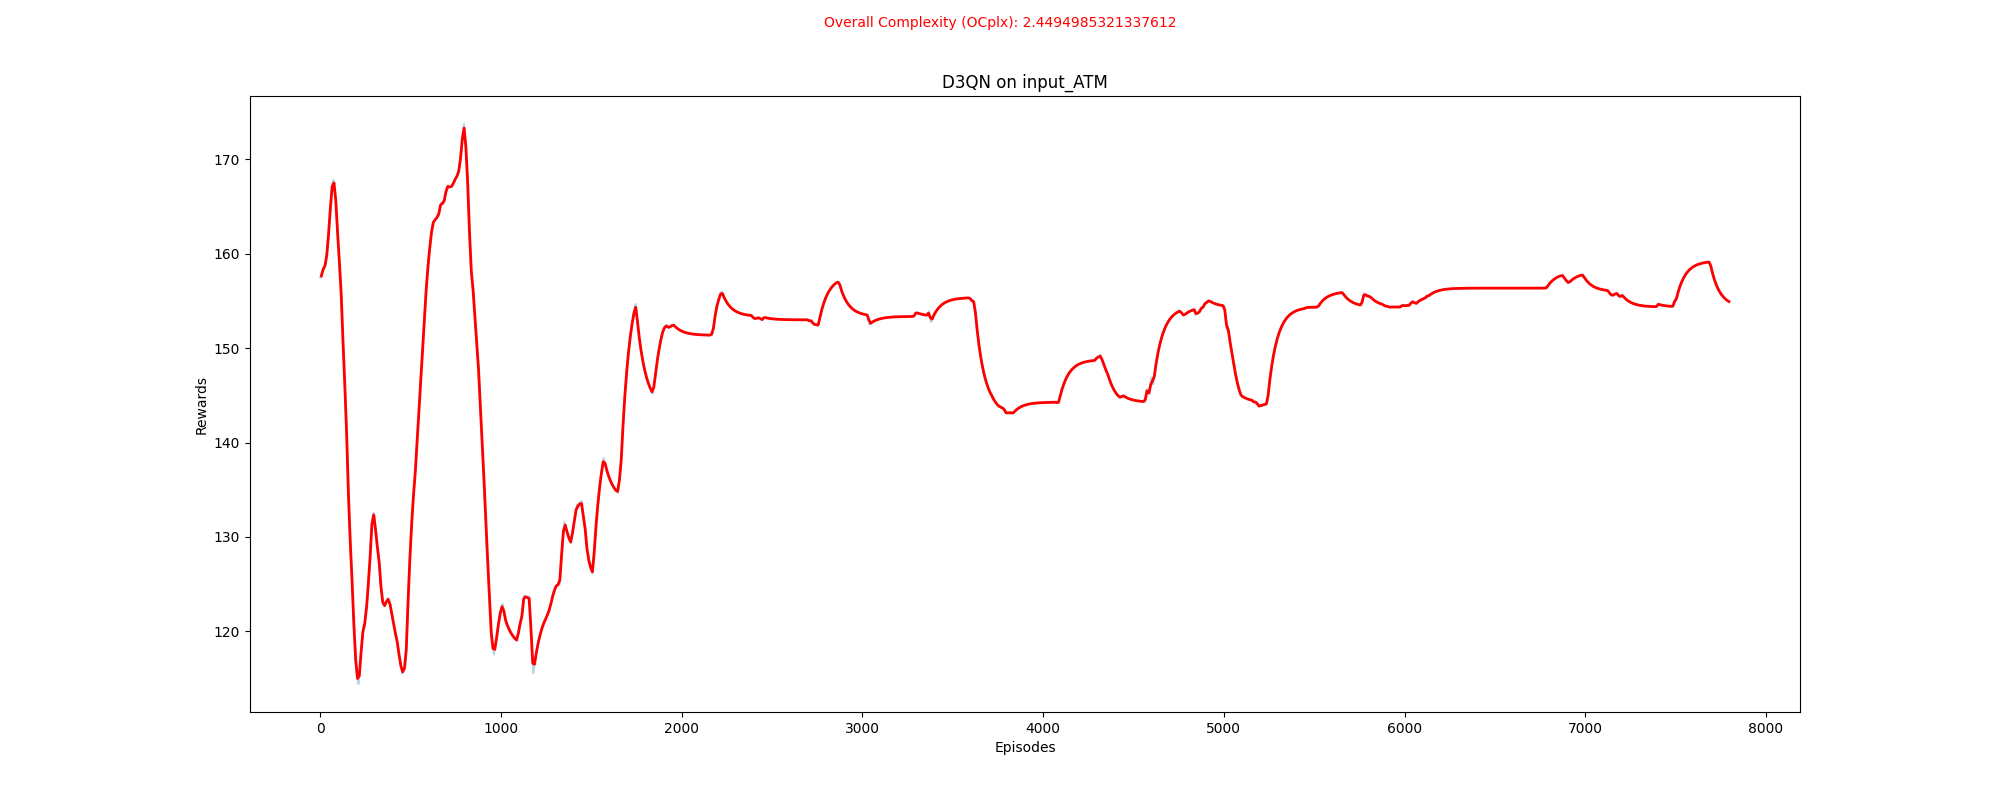 Overall Complexity (OCplx): 2.4494985321337612
D3QN on input_ATM
170
160
150
140
130
120
Rewards
0 1000 2000 3000 4000 5000 6000 7000 8000
Episodes